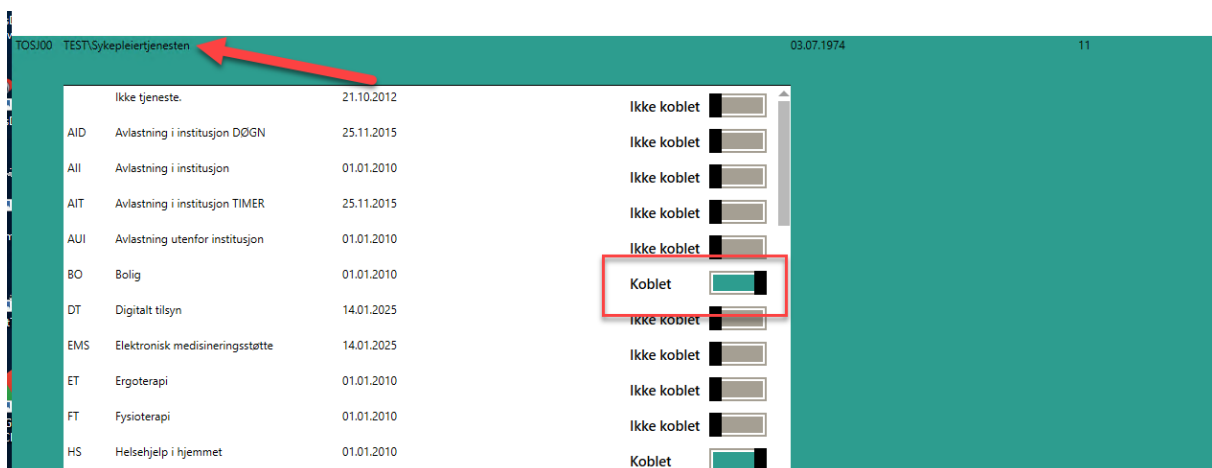 TOSJ00 TEST\Sykepleiertjenesten 03.07.1974 11
Ikke tjeneste. 21.10.2012 Ikke koblet
AID Avlastning i institusjon DØGN 25.11.2015 Ikke koblet
AII Avlastning i institusjon 01.01.2010 Ikke koblet
AIT Avlastning i institusjon TIMER 25.11.2015 Ikke koblet
AUI Avlastning utenfor institusjon 01.01.2010 Ikke koblet
BO Bolig 01.01.2010 Koblet
DT Digitalt tilsyn 14.01.2025 Ikke koblet
EMS Elektronisk medisineringsstøtte 14.01.2025 Ikke koblet
ET Ergoterapi 01.01.2010 Ikke koblet
FT Fysioterapi 01.01.2010 Ikke koblet
HS Helsehjelp i hjemmet 01.01.2010 Koblet